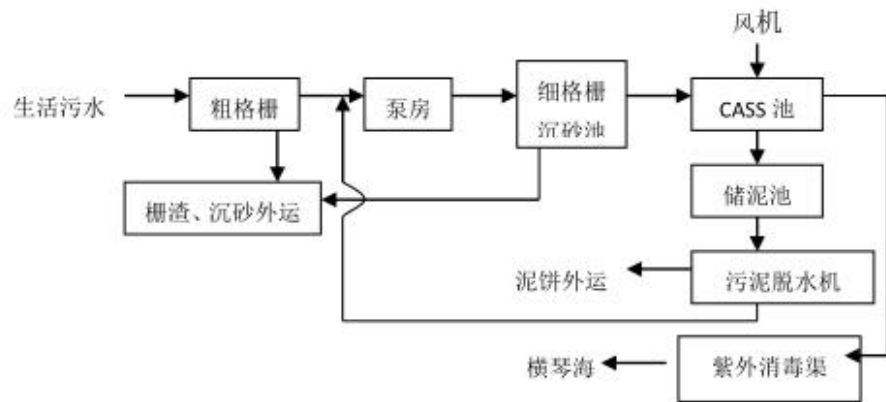 风机
生活污水
粗格栅
泵房
细格栅
沉砂池
CASS 池
栅渣、沉砂外运
储泥池
泥饼外运
污泥脱水机
横琴海
紫外消毒渠